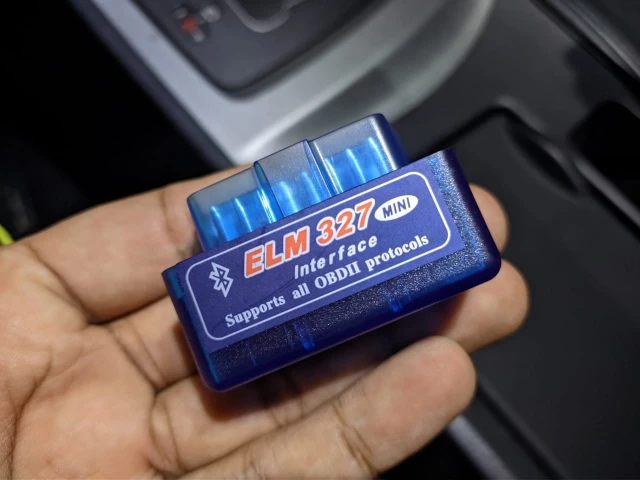 ELM 327 MINI
Interface
Supports all OBDII protocols